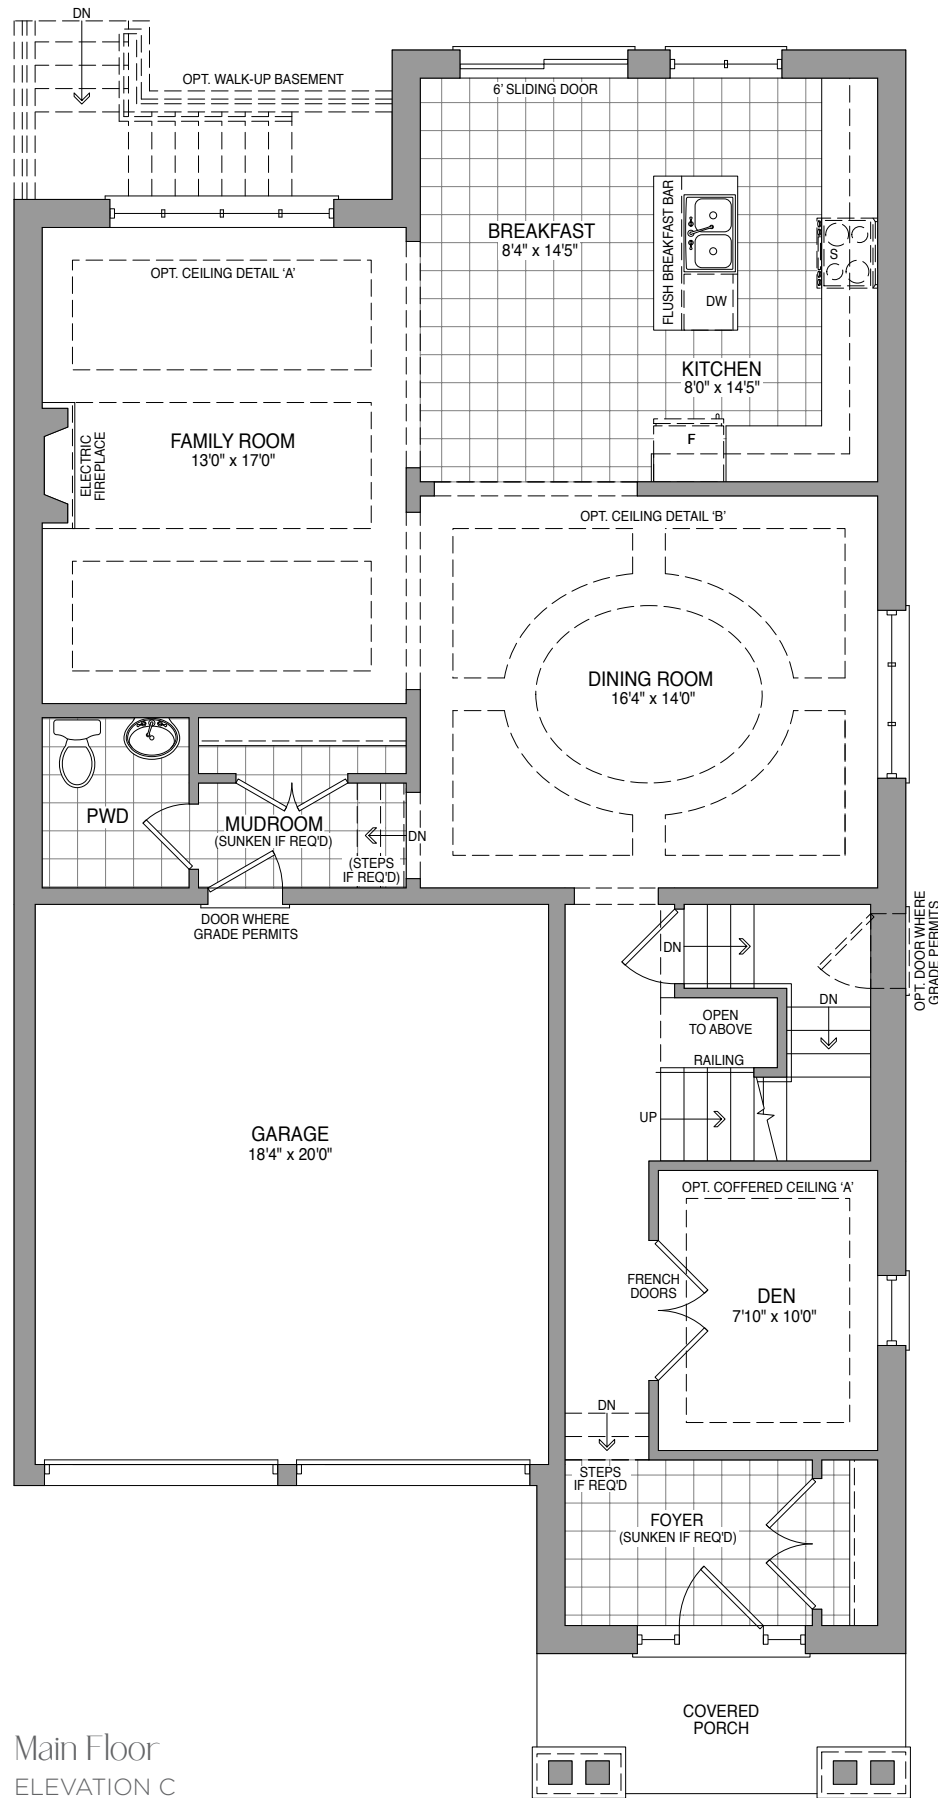 DN
OPT. WALK-UP BASEMENT
6' SLIDING DOOR
BREAKFAST
8'4" x 14'5"
FLUSH BREAKFAST BAR
DW
S
KITCHEN
8'0" x 14'5"
F
OPT. CEILING DETAIL 'A'
FAMILY ROOM
13'0" x 17'0"
ELECTRIC
FIREPLACE
OPT. CEILING DETAIL 'B'
DINING ROOM
16'4" x 14'0"
PWD
MUDROOM
(SUNKEN IF REQ'D)
DN
(STEPS
IF REQ'D)
DOOR WHERE
GRADE PERMITS
DN
OPT. DOOR WHERE
GRADE PERMITS
DN
OPEN
TO ABOVE
RAILING
UP
GARAGE
18'4" x 20'0"
OPT. COFFERED CEILING 'A'
FRENCH
DOORS
DEN
7'10" x 10'0"
DN
STEPS
IF REQ'D
FOYER
(SUNKEN IF REQ'D)
COVERED
PORCH
Main Floor
ELEVATION C